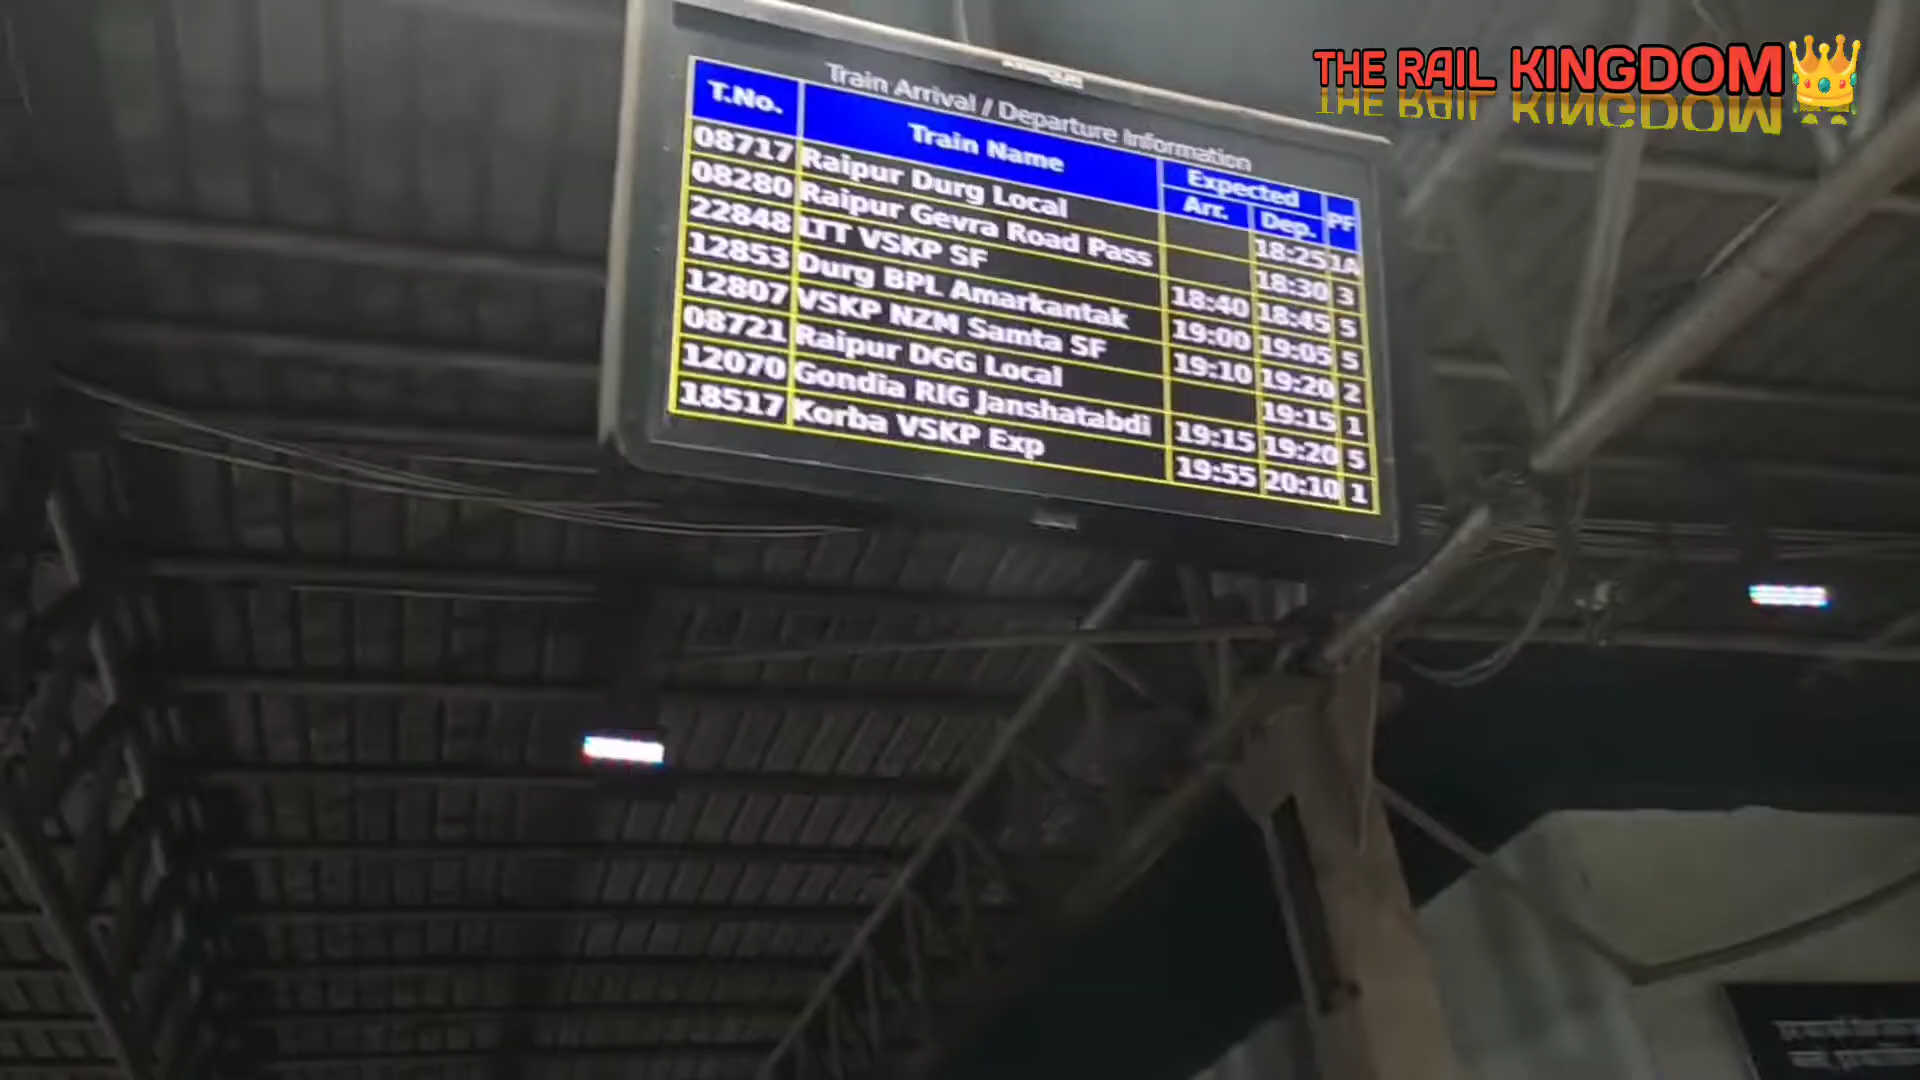 THE RAIL KINGDOM
Train Arrival / Departure Information
T.No. Train Name Expected Arr. Dep. PF
08717 Raipur Durg Local 18:25 1A
08280 Raipur Gevra Road Pass 18:30 3
22848 LTT VSKP SF 18:40 18:45 5
12853 Durg BPL Amarkantak 19:00 19:05 5
12807 VSKP NZM Samta SF 19:10 19:20 2
08721 Raipur DGG Local 19:15 1
12070 Gondia RIG Janshatabdi 19:15 19:20 5
18517 Korba VSKP Exp 19:55 20:10 1